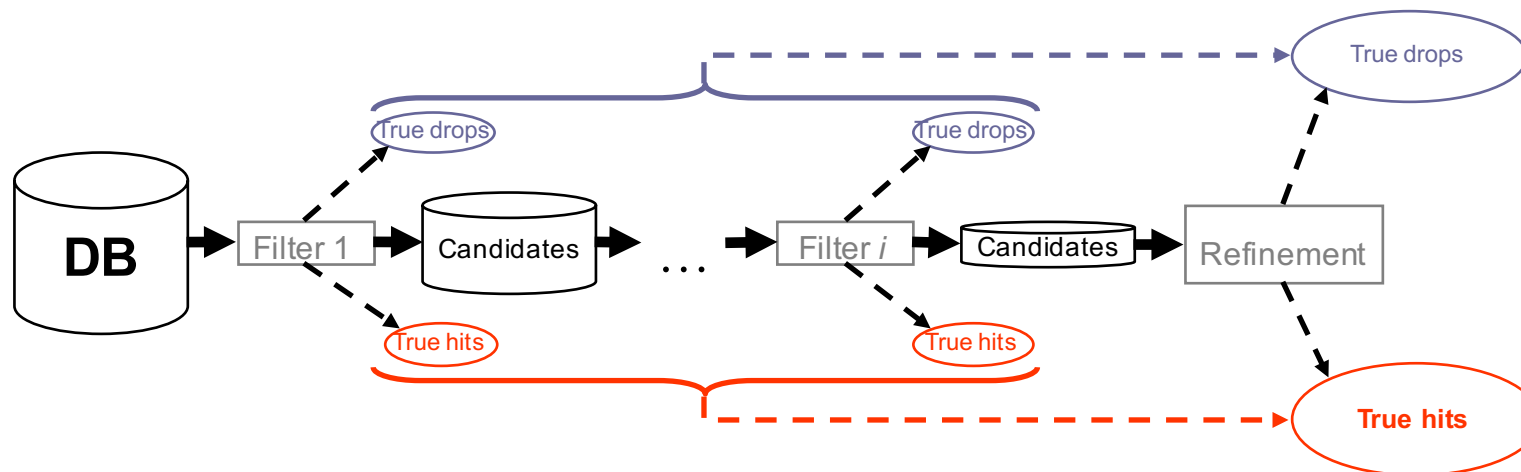 True drops
True drops
True drops
DB
Filter 1
Candidates
...
Filter i
Candidates
Refinement
True hits
True hits
True hits